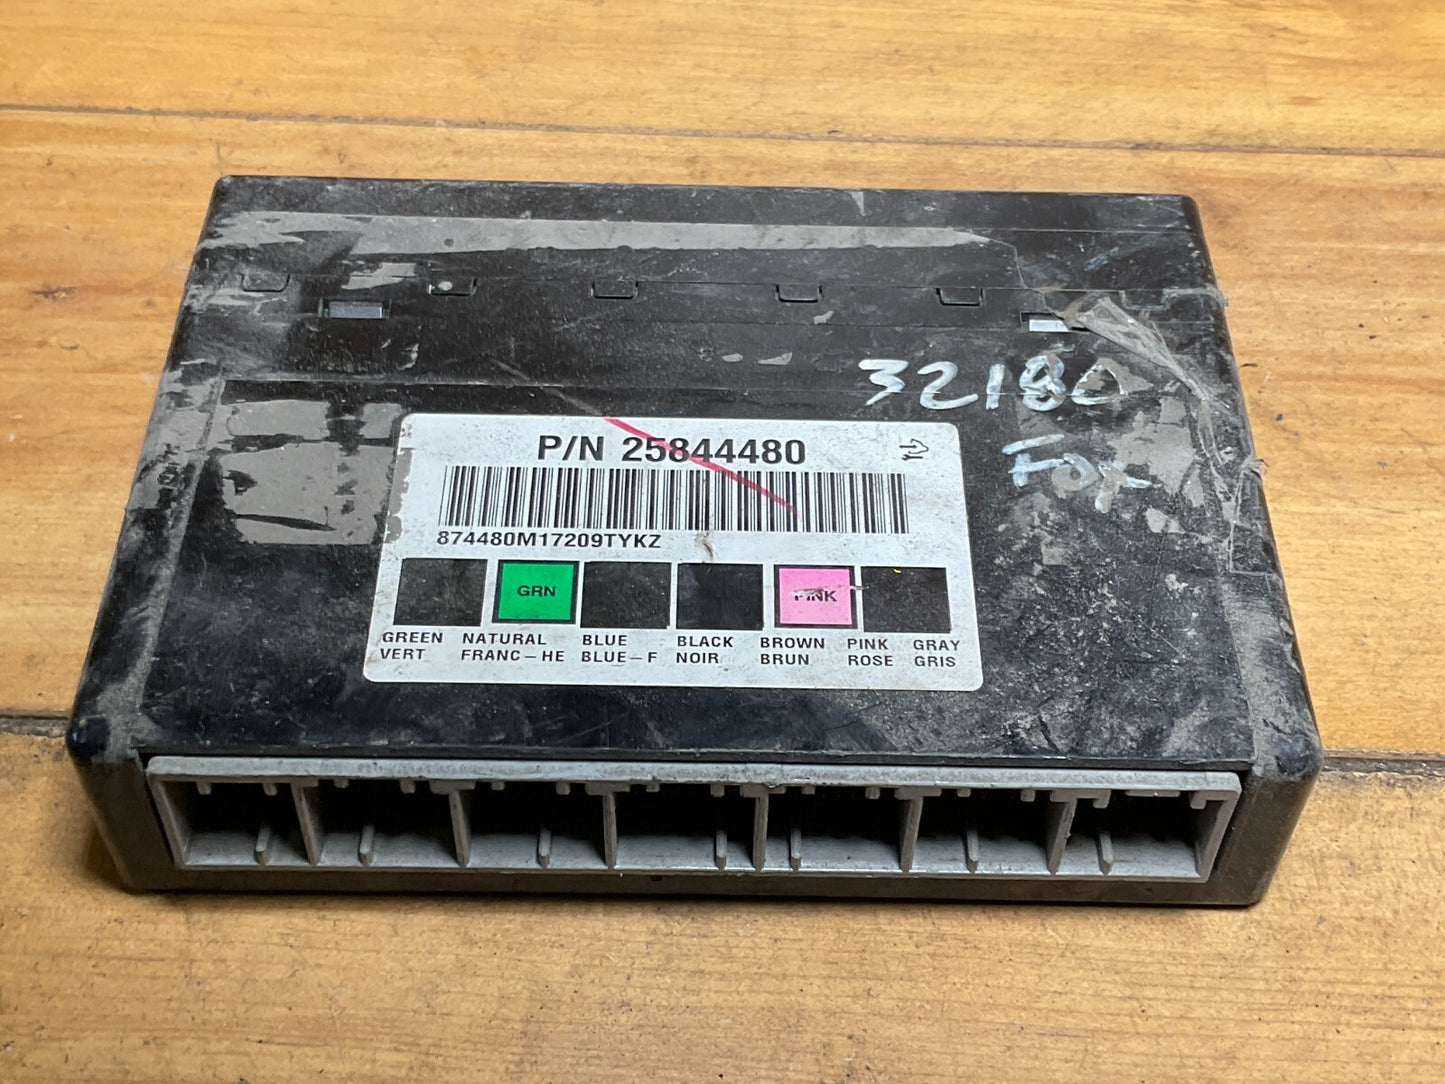 32180
For
P/N 25844480
874480M17209TYKZ
GRN PINK
GREEN NATURAL BLUE BLACK BROWN PINK GRAY
VERT FRANC-HE BLUE-F NOIR BRUN ROSE GRIS